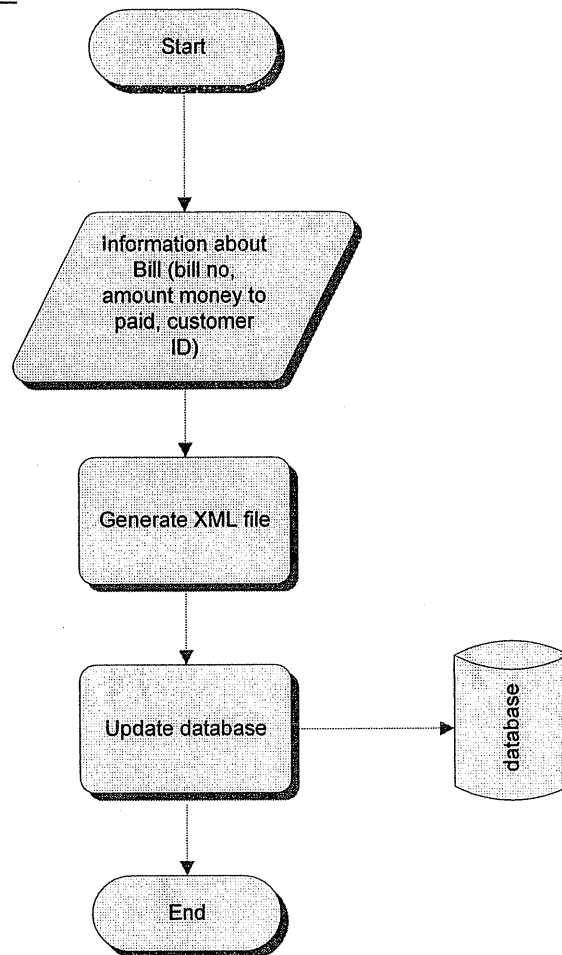 Start
Information about
Bill (bill no,
amount money to
paid, customer
ID)
Generate XML file
Update database
database
End